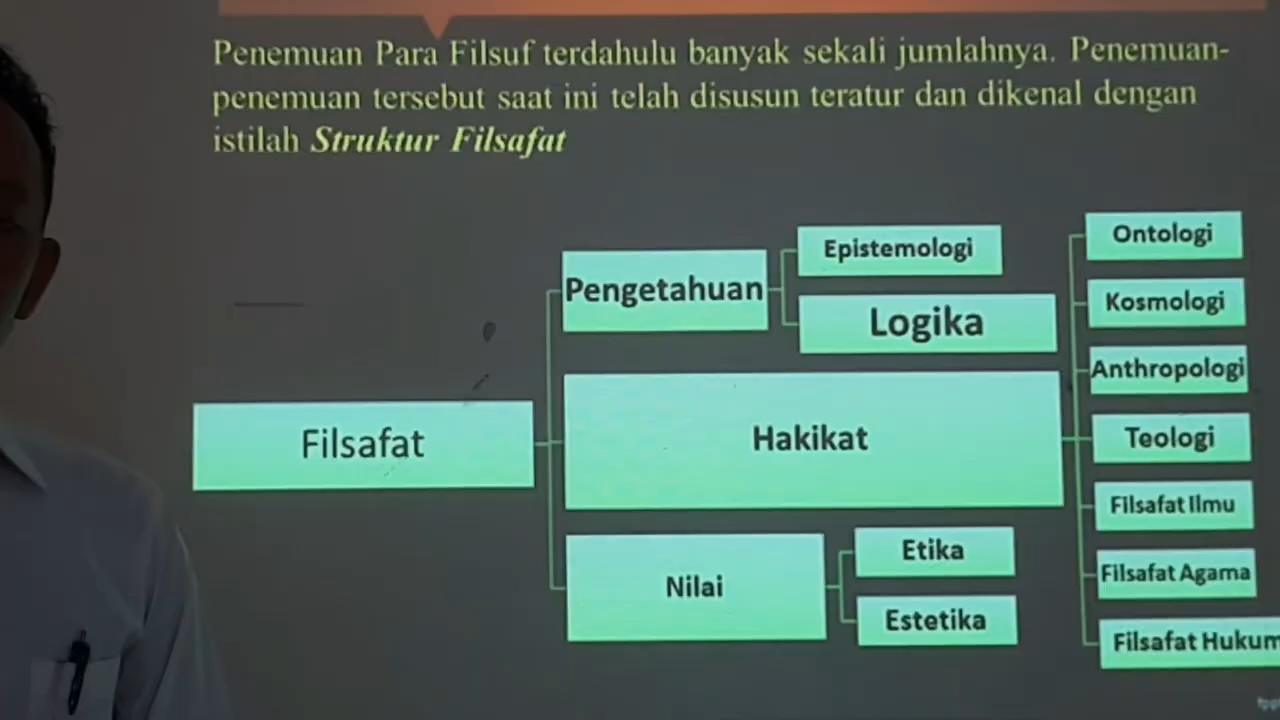 Penemuan Para Filsuf terdahulu banyak sekali jumlahnya. Penemuan-
penemuan tersebut saat ini telah disusun teratur dan dikenal dengan
istilah Struktur Filsafat
Filsafat
Pengetahuan
Epistemologi
Logika
Hakikat
Ontologi
Kosmologi
Anthropologi
Teologi
Filsafat Ilmu
Filsafat Agama
Filsafat Hukum
Nilai
Etika
Estetika